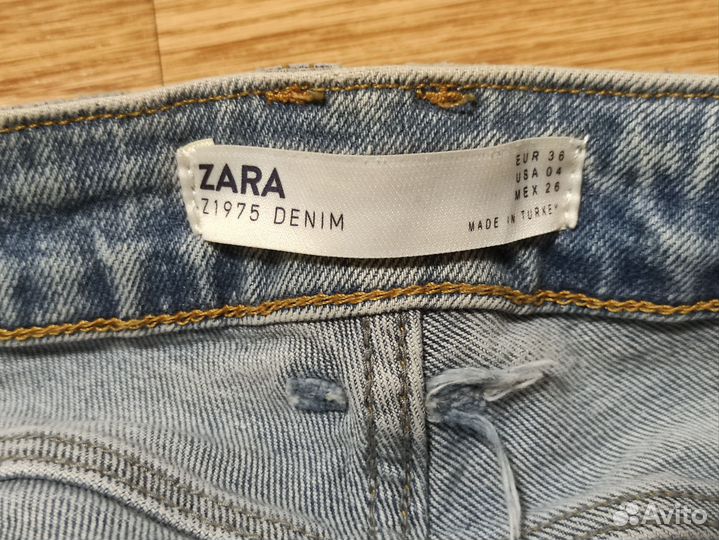 ZARA
Z1975 DENIM
EUR 36
USA 04
MEX 26
MADE IN TURKEY
Avito